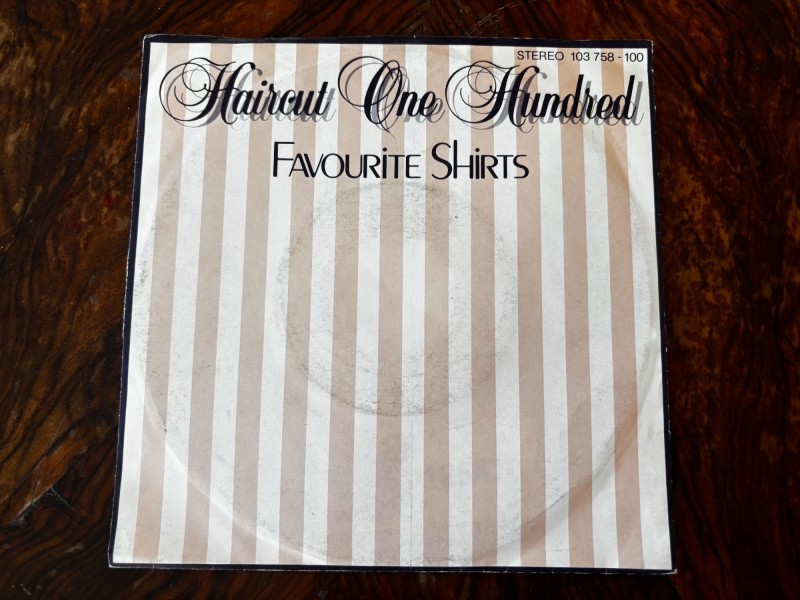 STEREO 103 758 - 100
Haircut One Hundred
FAVOURITE SHIRTS